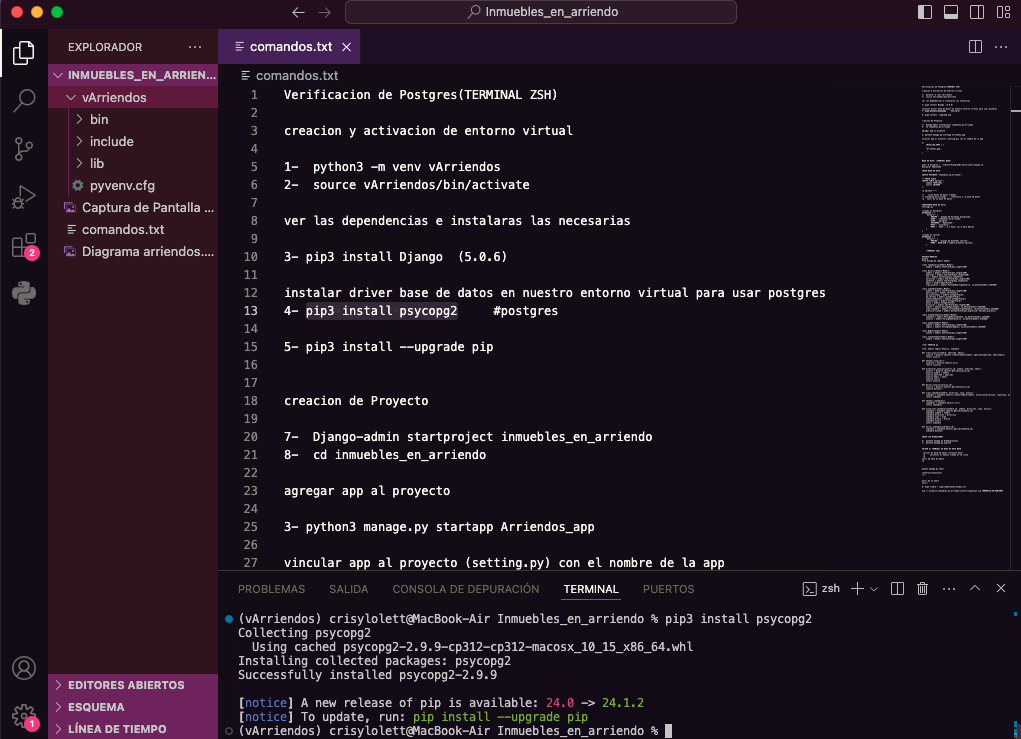 Inmuebles_en_arriendo
EXPLORADOR
comandos.txt
INMUEBLES_EN_ARRIEN...
vArriendos
bin
include
lib
pyvenv.cfg
Captura de Pantalla ...
comandos.txt
Diagrama arriendos....
2
comandos.txt
1 Verificacion de Postgres(TERMINAL ZSH)
2
3 creacion y activacion de entorno virtual
4
5 1-  python3 -m venv vArriendos
6 2-  source vArriendos/bin/activate
7
8 ver las dependencias e instalaras las necesarias
9
10 3- pip3 install Django  (5.0.6)
11
12 instalar driver base de datos en nuestro entorno virtual para usar postgres
13 4- pip3 install psycopg2     #postgres
14
15 5- pip3 install --upgrade pip
16
17
18 creacion de Proyecto
19
20 7-  Django-admin startproject inmuebles_en_arriendo
21 8-  cd inmuebles_en_arriendo
22
23 agregar app al proyecto
24
25 3- python3 manage.py startapp Arriendos_app
26
27 vincular app al proyecto (setting.py) con el nombre de la app
PROBLEMAS SALIDA CONSOLA DE DEPURACIÓN TERMINAL PUERTOS
zsh
(vArriendos) crisylolett@MacBook-Air Inmuebles_en_arriendo % pip3 install psycopg2
Collecting psycopg2
  Using cached psycopg2-2.9.9-cp312-cp312-macosx_10_15_x86_64.whl
Installing collected packages: psycopg2
Successfully installed psycopg2-2.9.9
[notice] A new release of pip is available: 24.0 -> 24.1.2
[notice] To update, run: pip install --upgrade pip
(vArriendos) crisylolett@MacBook-Air Inmuebles_en_arriendo %
EDITORES ABIERTOS
ESQUEMA
LÍNEA DE TIEMPO
1